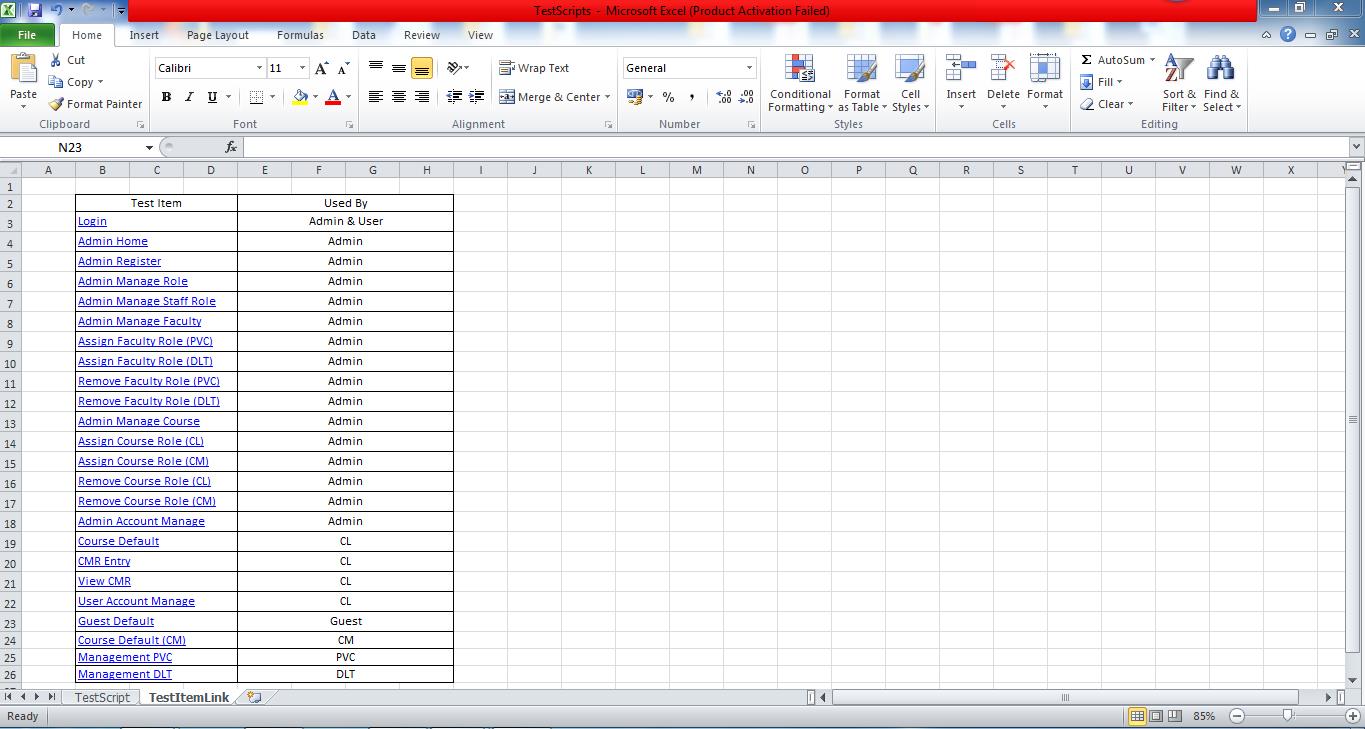 TestScripts - Microsoft Excel (Product Activation Failed)
File Home Insert Page Layout Formulas Data Review View
Paste
Cut
Copy
Format Painter
Clipboard
Calibri 11
B I U
Font
Wrap Text
Merge & Center
Alignment
General
Number
Conditional Formatting
Format as Table
Cell Styles
Styles
Insert Delete Format
Cells
AutoSum
Fill
Clear
Sort & Filter
Find & Select
Editing
N23 fx
A B C D E F G H I J K L M N O P Q R S T U V W X Y
1
2 Test Item Used By
3 Login Admin & User
4 Admin Home Admin
5 Admin Register Admin
6 Admin Manage Role Admin
7 Admin Manage Staff Role Admin
8 Admin Manage Faculty Admin
9 Assign Faculty Role (PVC) Admin
10 Assign Faculty Role (DLT) Admin
11 Remove Faculty Role (PVC) Admin
12 Remove Faculty Role (DLT) Admin
13 Admin Manage Course Admin
14 Assign Course Role (CL) Admin
15 Assign Course Role (CM) Admin
16 Remove Course Role (CL) Admin
17 Remove Course Role (CM) Admin
18 Admin Account Manage Admin
19 Course Default CL
20 CMR Entry CL
21 View CMR CL
22 User Account Manage CL
23 Guest Default Guest
24 Course Default (CM) CM
25 Management PVC PVC
26 Management DLT DLT
TestScript TestItemLink
Ready 85%